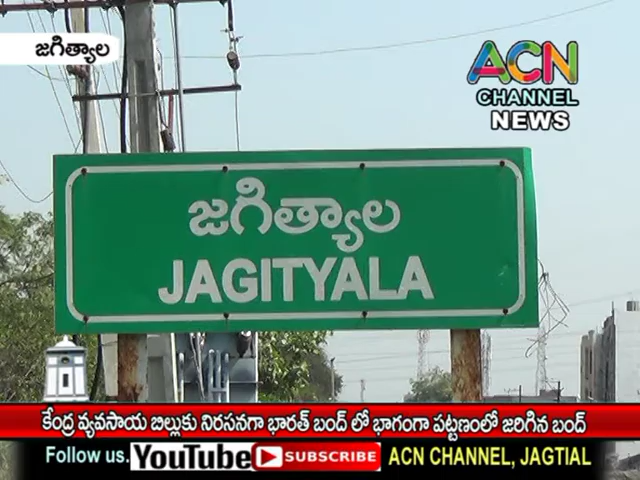 జగిత్యాల
ACN
CHANNEL
NEWS
జగిత్యాల
JAGITYALA
కేంద్ర వ్యవసాయ బిల్లుకు నిరసనగా భారత్ బంద్ లో భాగంగా పట్టణంలో జరిగిన బంద్
Follow us. YouTube SUBSCRIBE ACN CHANNEL, JAGTIAL